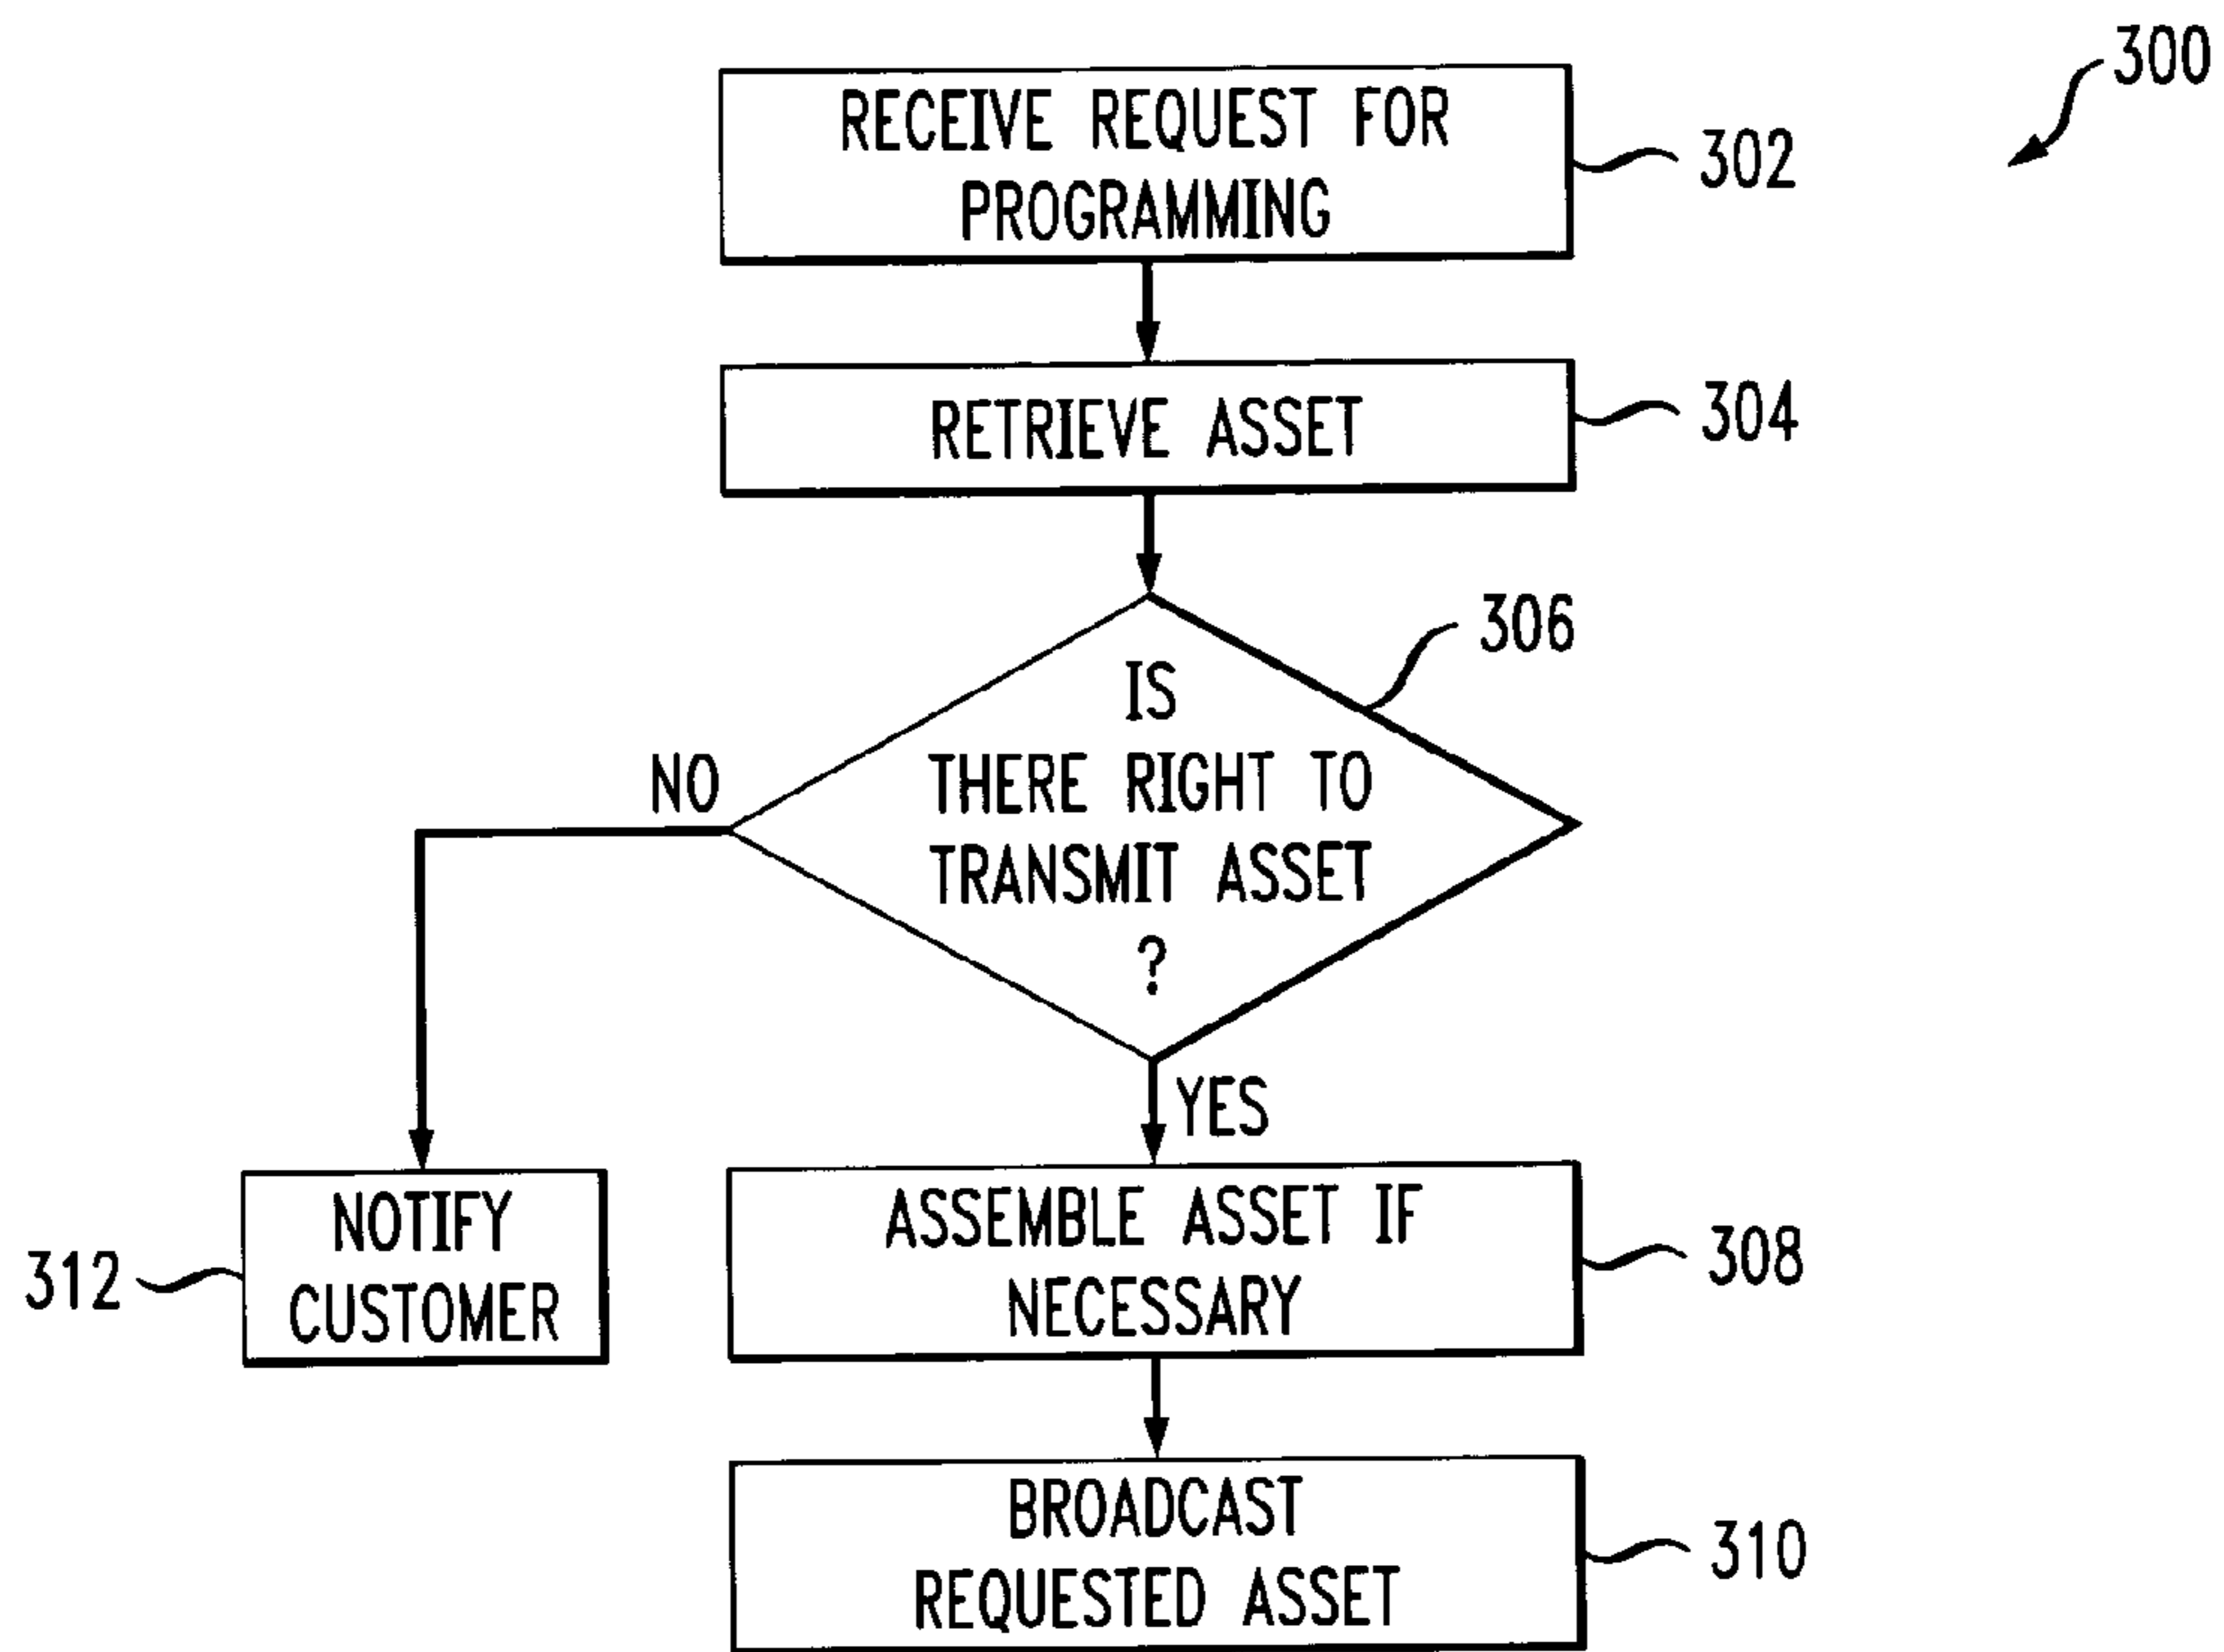 300
RECEIVE REQUEST FOR
PROGRAMMING
302
RETRIEVE ASSET
304
306
IS
THERE RIGHT TO
TRANSMIT ASSET
?
NO
YES
NOTIFY
CUSTOMER
312
ASSEMBLE ASSET IF
NECESSARY
308
BROADCAST
REQUESTED ASSET
310